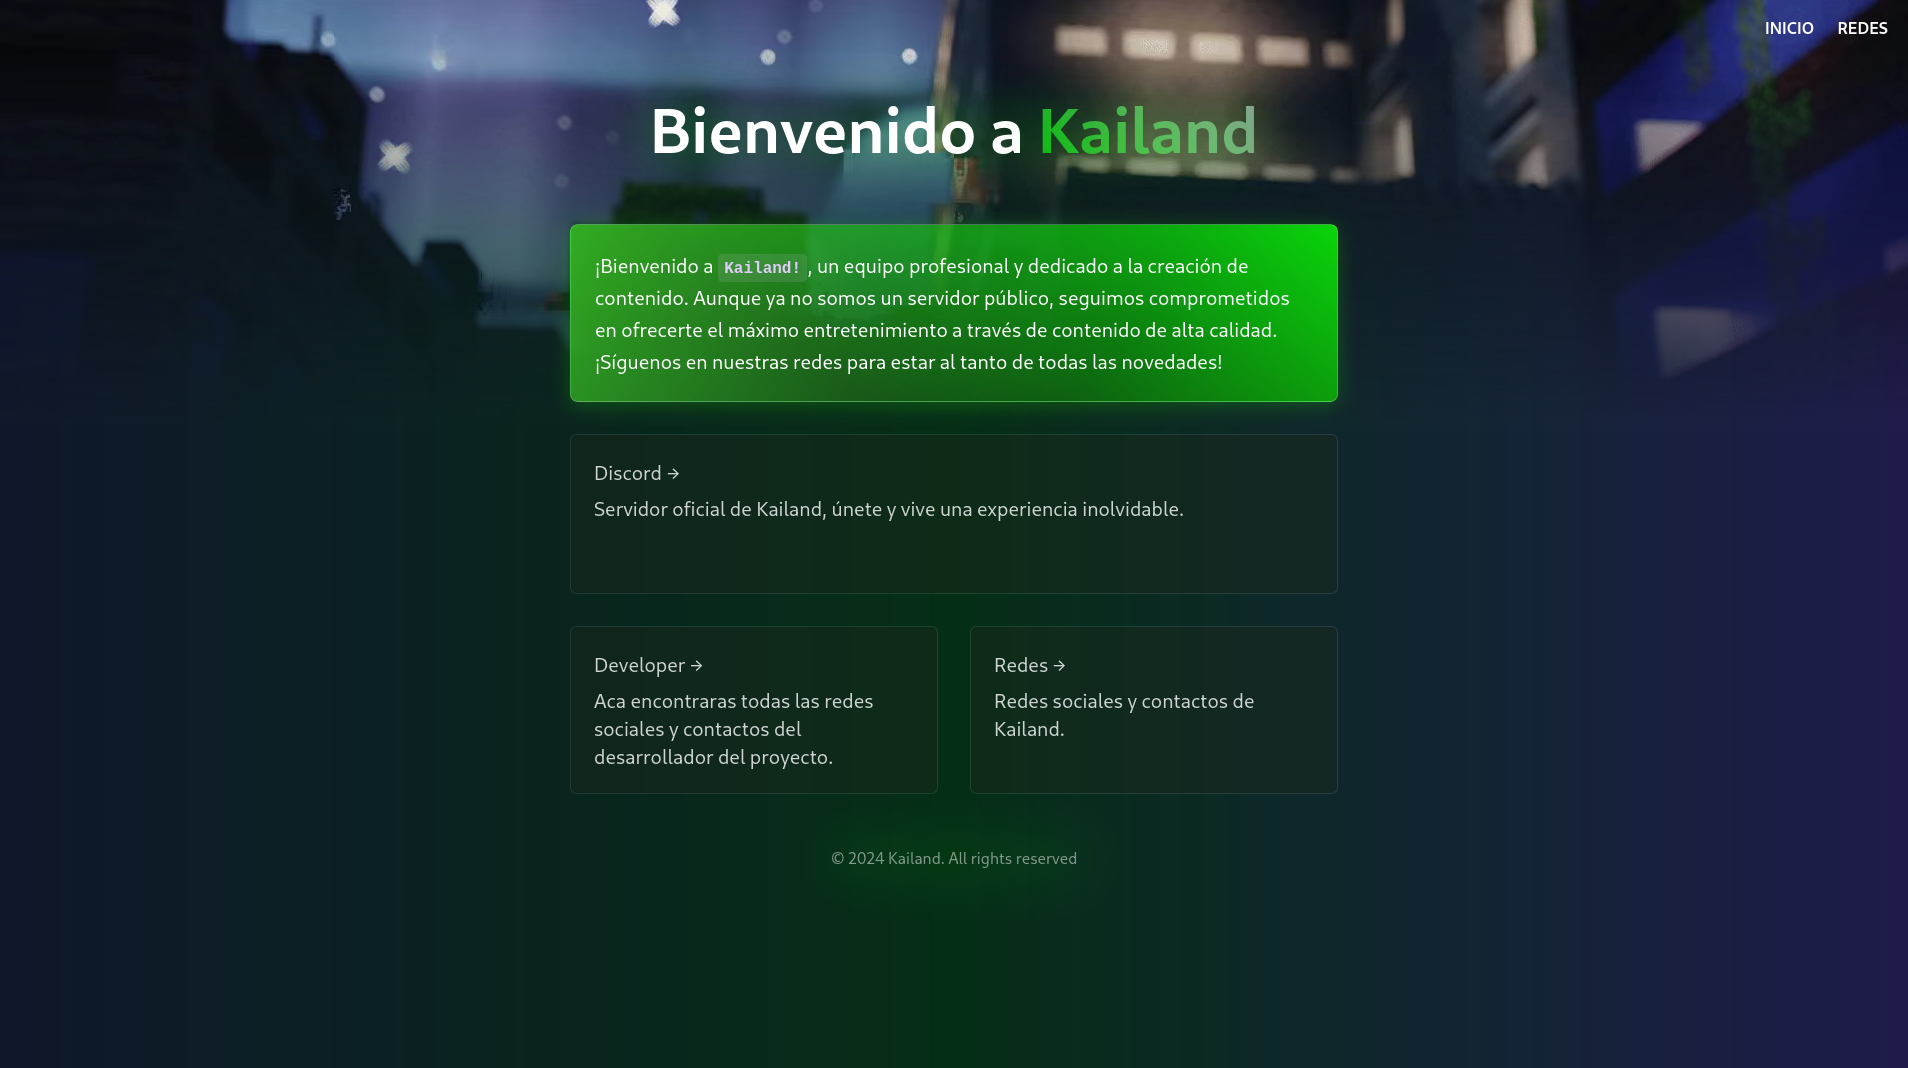 INICIO REDES
Bienvenido a Kailand
¡Bienvenido a Kailand! , un equipo profesional y dedicado a la creación de
contenido. Aunque ya no somos un servidor público, seguimos comprometidos
en ofrecerte el máximo entretenimiento a través de contenido de alta calidad.
¡Síguenos en nuestras redes para estar al tanto de todas las novedades!
Discord →
Servidor oficial de Kailand, únete y vive una experiencia inolvidable.
Developer →
Aca encontraras todas las redes
sociales y contactos del
desarrollador del proyecto.
Redes →
Redes sociales y contactos de
Kailand.
© 2024 Kailand. All rights reserved